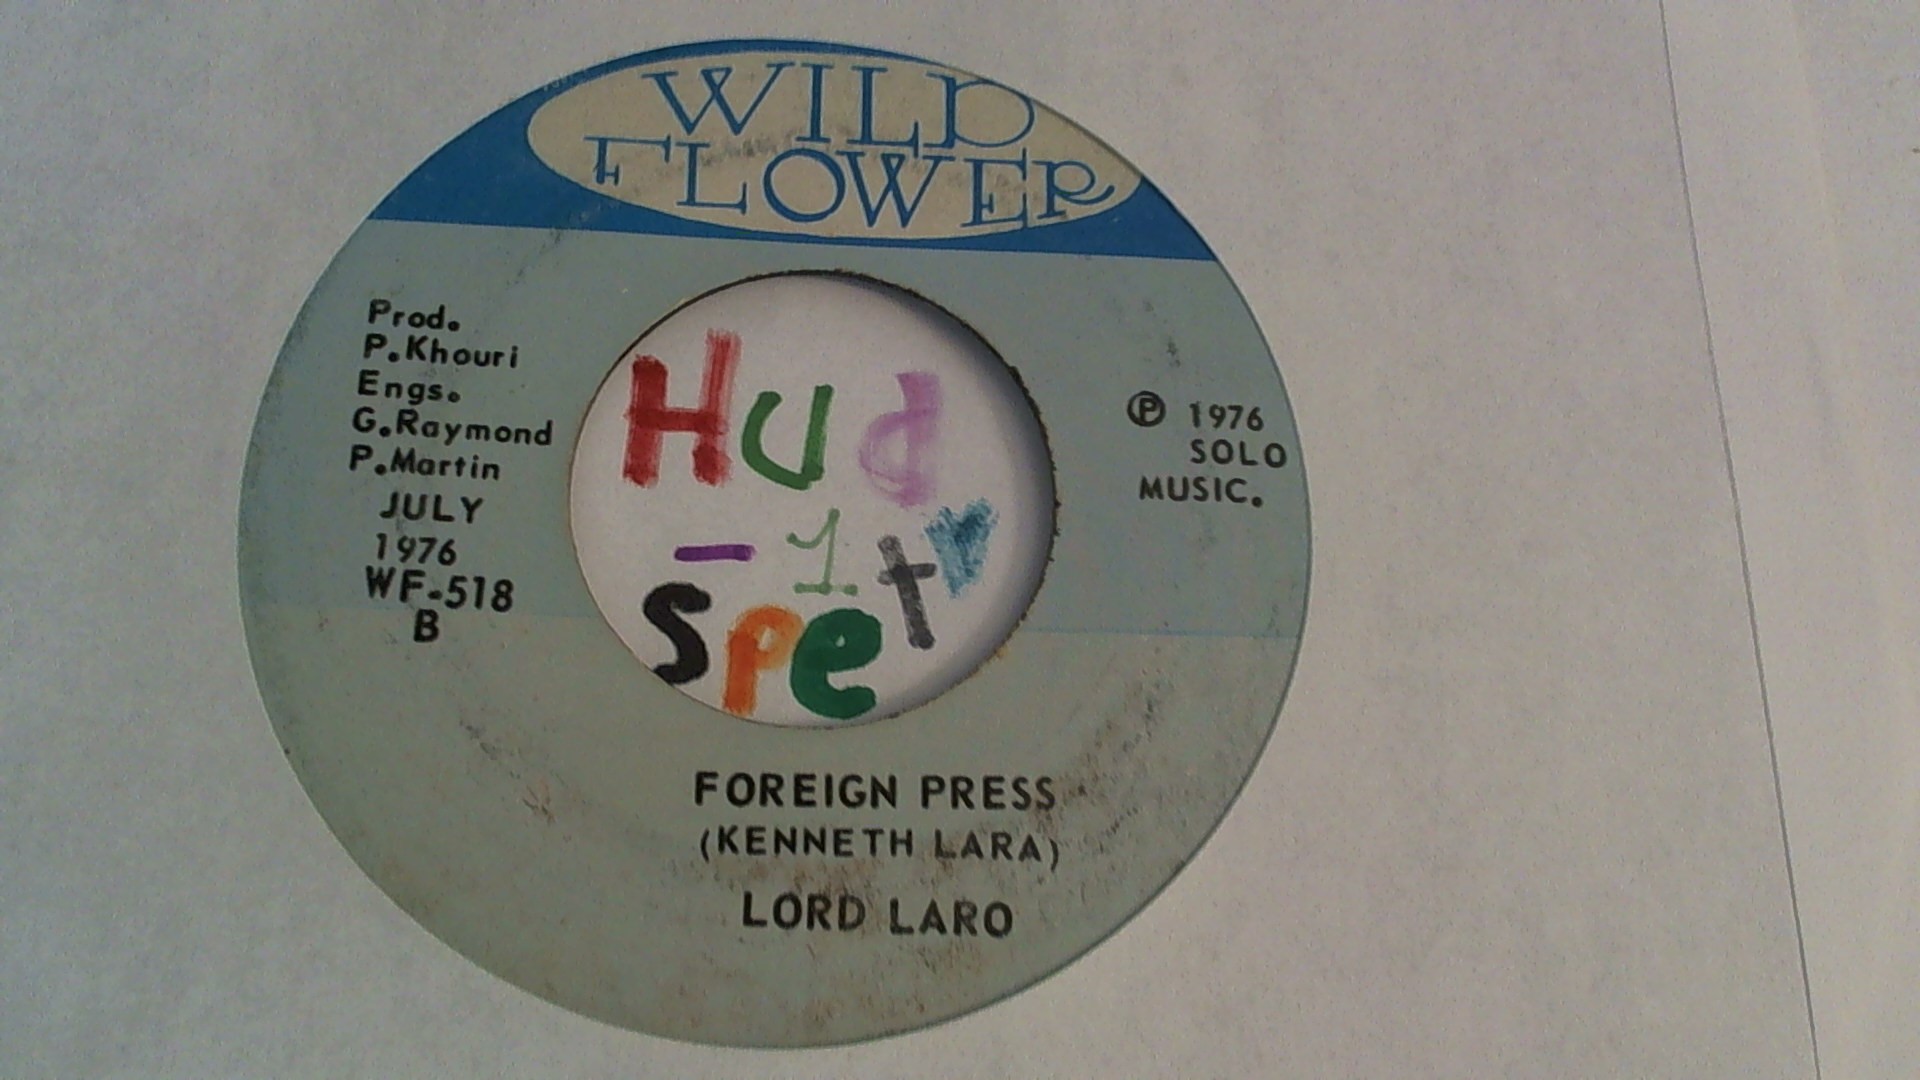 WILD
FLOWER
Prod.
P.Khouri
Engs.
G.Raymond
P.Martin
JULY
1976
WF-518
B
Hud
-1
spet
℗ 1976
SOLO
MUSIC.
FOREIGN PRESS
(KENNETH LARA)
LORD LARO